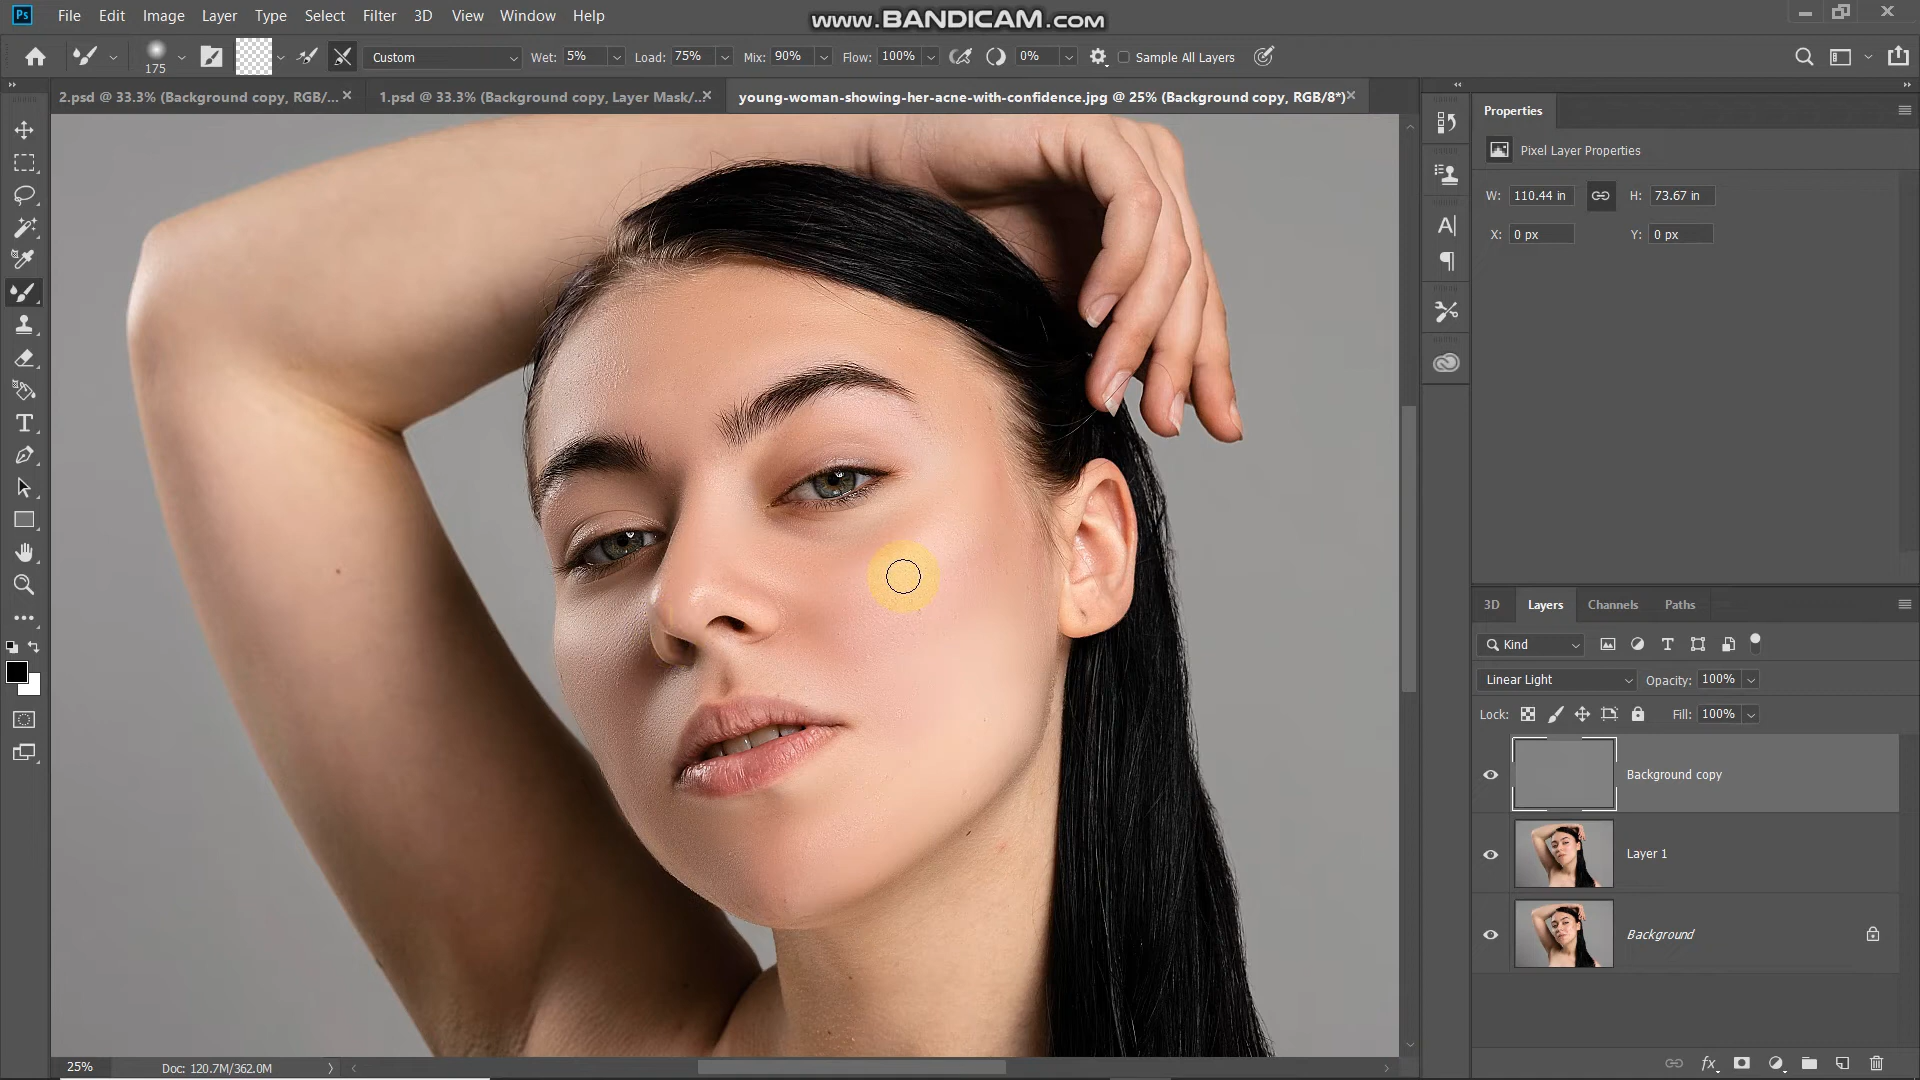 Ps File Edit Image Layer Type Select Filter 3D View Window Help
www.BANDICAM.com
175 Custom Wet: 5% Load: 75% Mix: 90% Flow: 100% 0% Sample All Layers
2.psd @ 33.3% (Background copy, RGB/... × 1.psd @ 33.3% (Background copy, Layer Mask/... × young-woman-showing-her-acne-with-confidence.jpg @ 25% (Background copy, RGB/8*) ×
Properties
Pixel Layer Properties
W: 110.44 in H: 73.67 in
X: 0 px Y: 0 px
3D Layers Channels Paths
Kind
Linear Light Opacity: 100%
Lock: Fill: 100%
Background copy
Layer 1
Background
25% Doc: 120.7M/362.0M